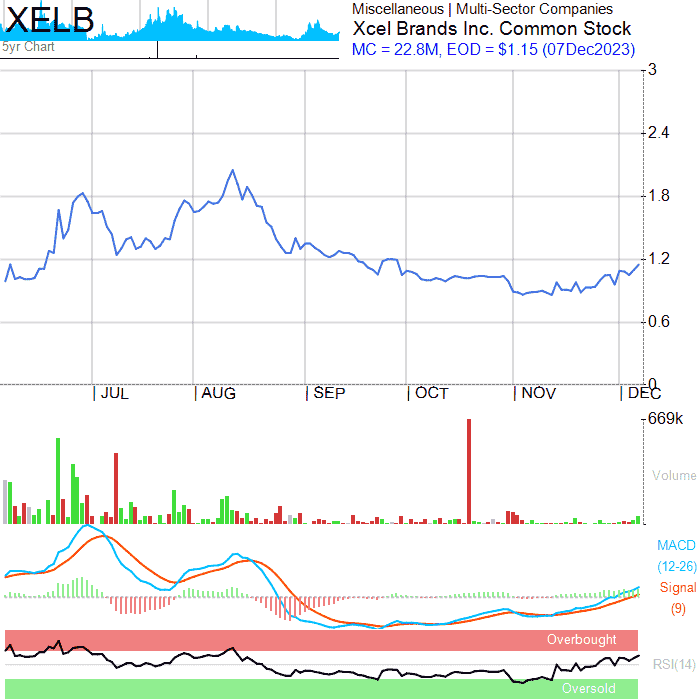 XELB
5yr Chart
Miscellaneous | Multi-Sector Companies
Xcel Brands Inc. Common Stock
MC = 22.8M, EOD = $1.15 (07Dec2023)
3
2.4
1.8
1.2
0.6
0
JUL AUG SEP OCT NOV DEC
669k
Volume
MACD
(12-26)
Signal
(9)
Overbought
RSI(14)
Oversold